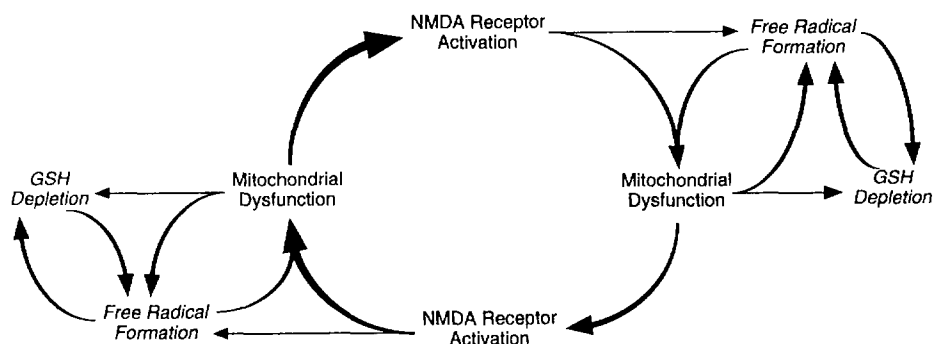 NMDA Receptor
Activation
Free Radical
Formation
GSH
Depletion
Mitochondrial
Dysfunction
Mitochondrial
Dysfunction
GSH
Depletion
Free Radical
Formation
NMDA Receptor
Activation